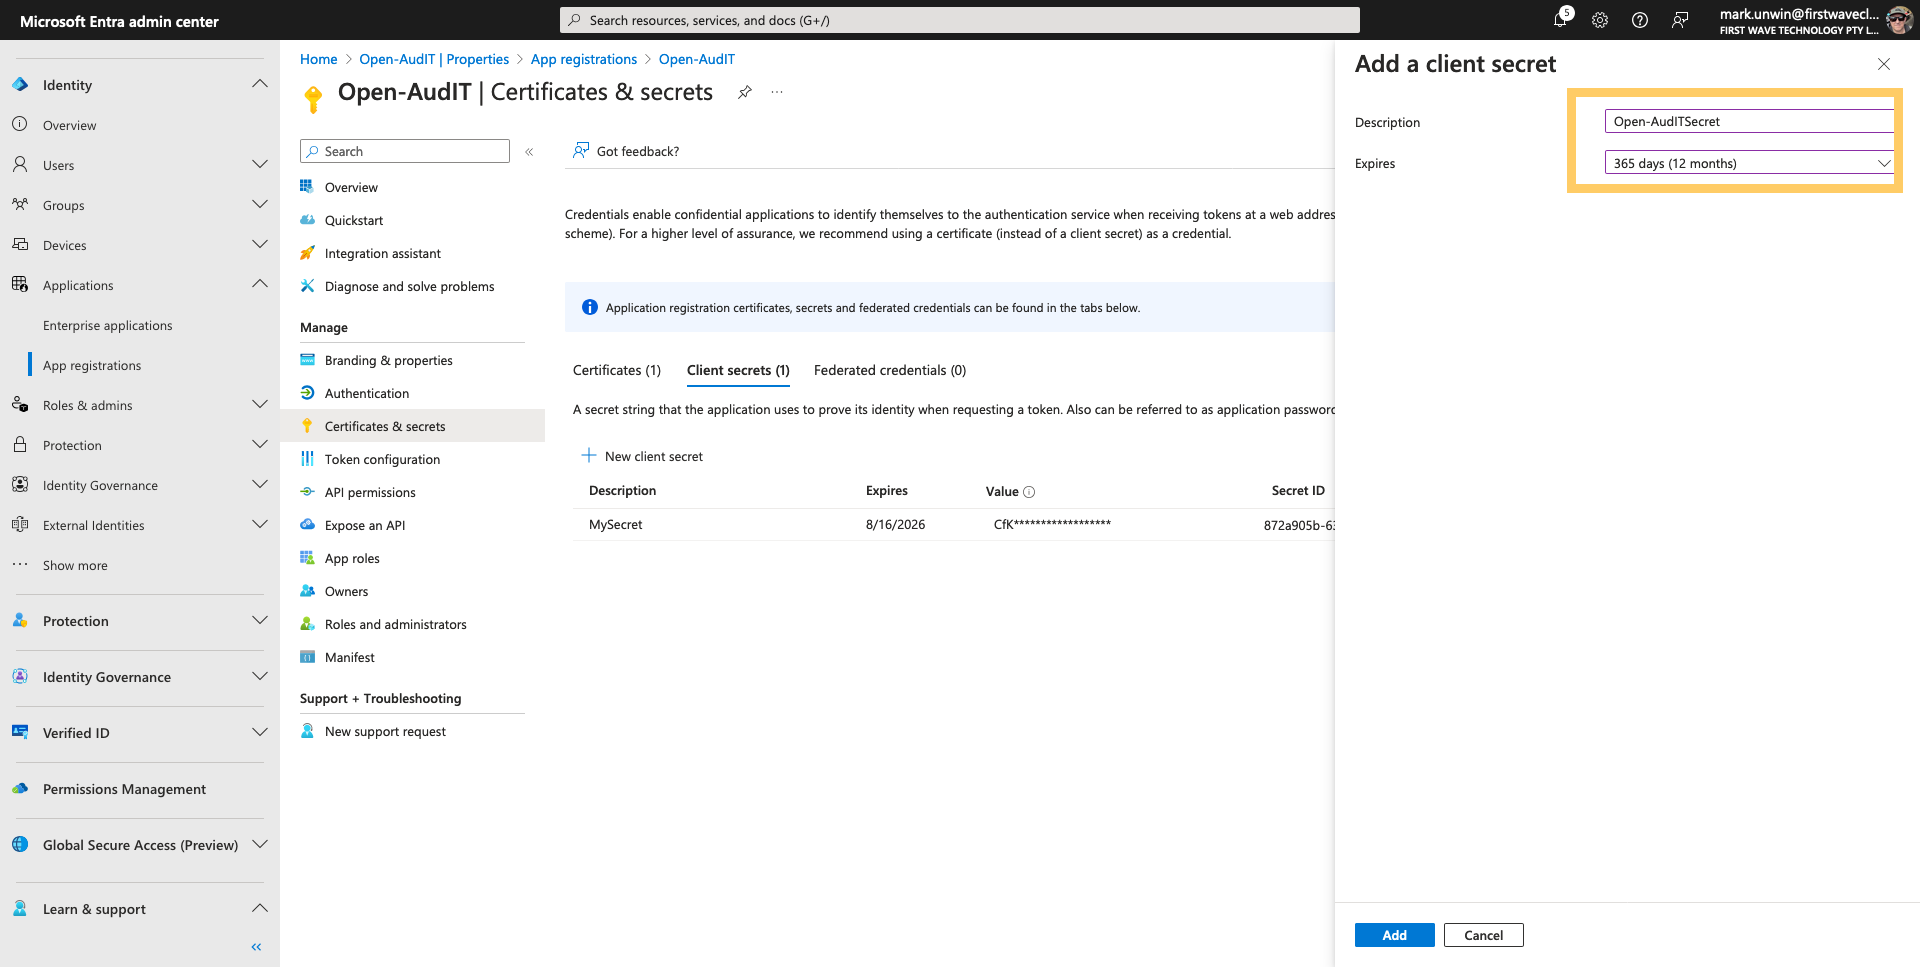 Microsoft Entra admin center
Search resources, services, and docs (G+/)
5
mark.unwin@firstwavecl...
FIRST WAVE TECHNOLOGY PTY L...
Identity
Overview
Users
Groups
Devices
Applications
Enterprise applications
App registrations
Roles & admins
Protection
Identity Governance
External Identities
Show more
Protection
Identity Governance
Verified ID
Permissions Management
Global Secure Access (Preview)
Learn & support
Home > Open-AudIT | Properties > App registrations > Open-AudIT
Open-AudIT | Certificates & secrets
Search
Overview
Quickstart
Integration assistant
Diagnose and solve problems
Manage
Branding & properties
Authentication
Certificates & secrets
Token configuration
API permissions
Expose an API
App roles
Owners
Roles and administrators
Manifest
Support + Troubleshooting
New support request
Got feedback?
Credentials enable confidential applications to identify themselves to the authentication service when receiving tokens at a web addres
scheme). For a higher level of assurance, we recommend using a certificate (instead of a client secret) as a credential.
Application registration certificates, secrets and federated credentials can be found in the tabs below.
Certificates (1) Client secrets (1) Federated credentials (0)
A secret string that the application uses to prove its identity when requesting a token. Also can be referred to as application password
New client secret
Description Expires Value Secret ID
MySecret 8/16/2026 CfK****************** 872a905b-63
Add a client secret
Description Open-AudITSecret
Expires 365 days (12 months)
Add Cancel